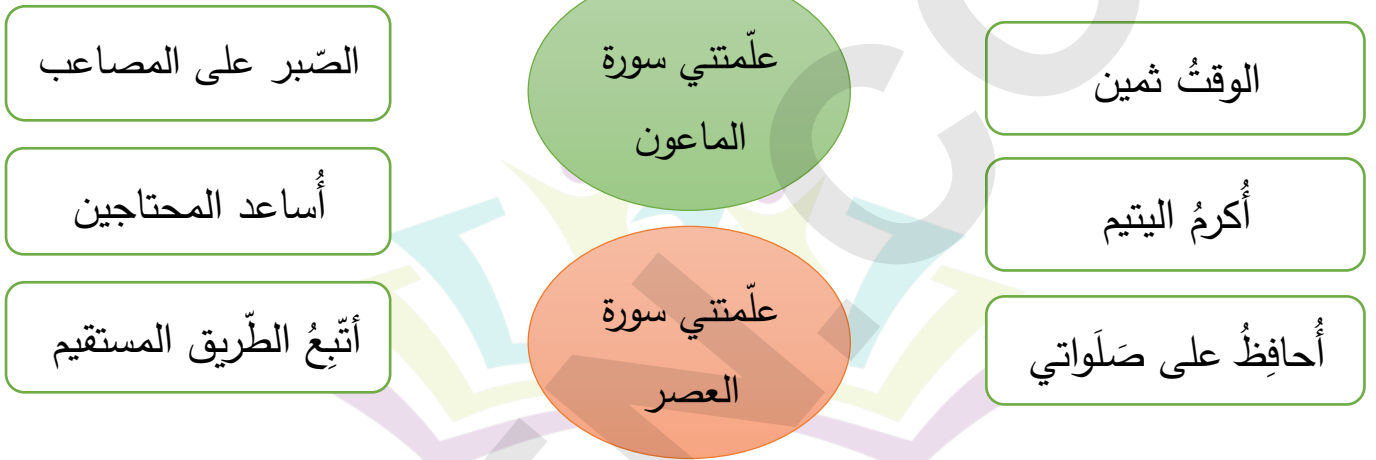 الوقتُ ثمين
أُكرمُ اليتيم
أُحافِظُ على صَلَواتي
علّمتني سورة
الماعون
علّمتني سورة
العصر
الصّبر على المصاعب
أُساعد المحتاجين
أتّبِعُ الطّريق المستقيم